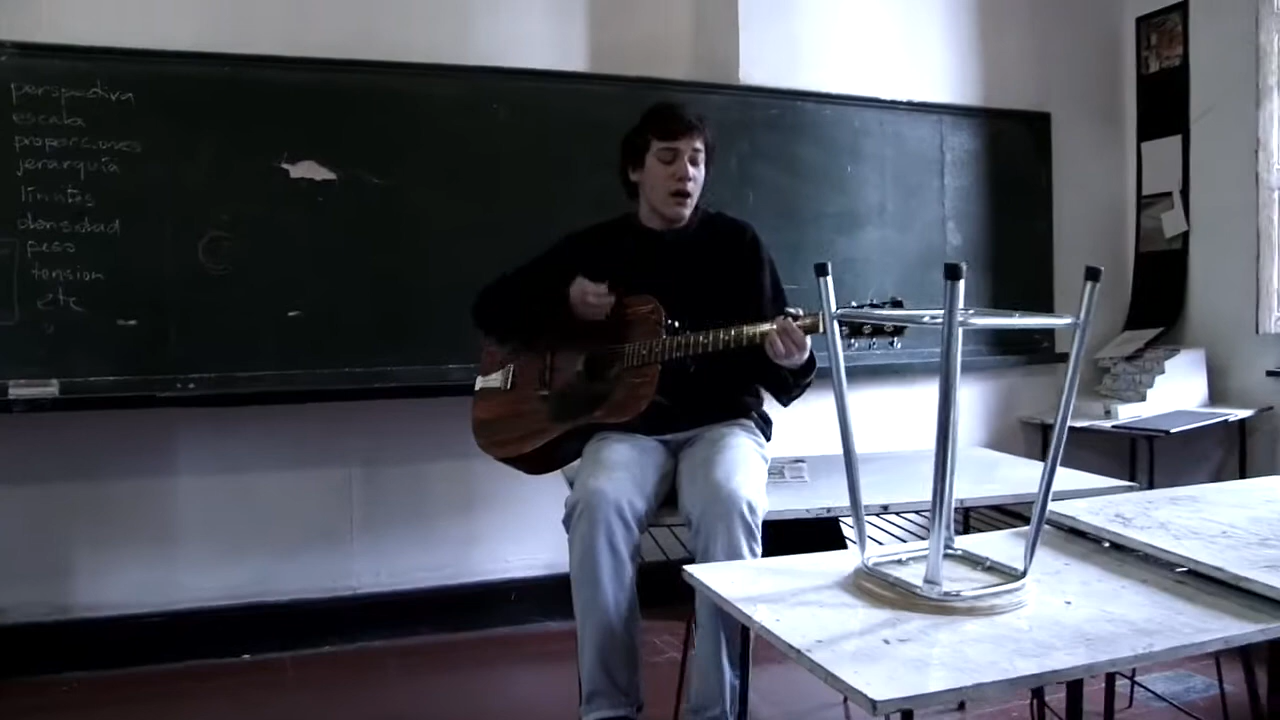 perspectiva
escala
proporciones
jerarquía
límites
densidad
peso
tension
etc